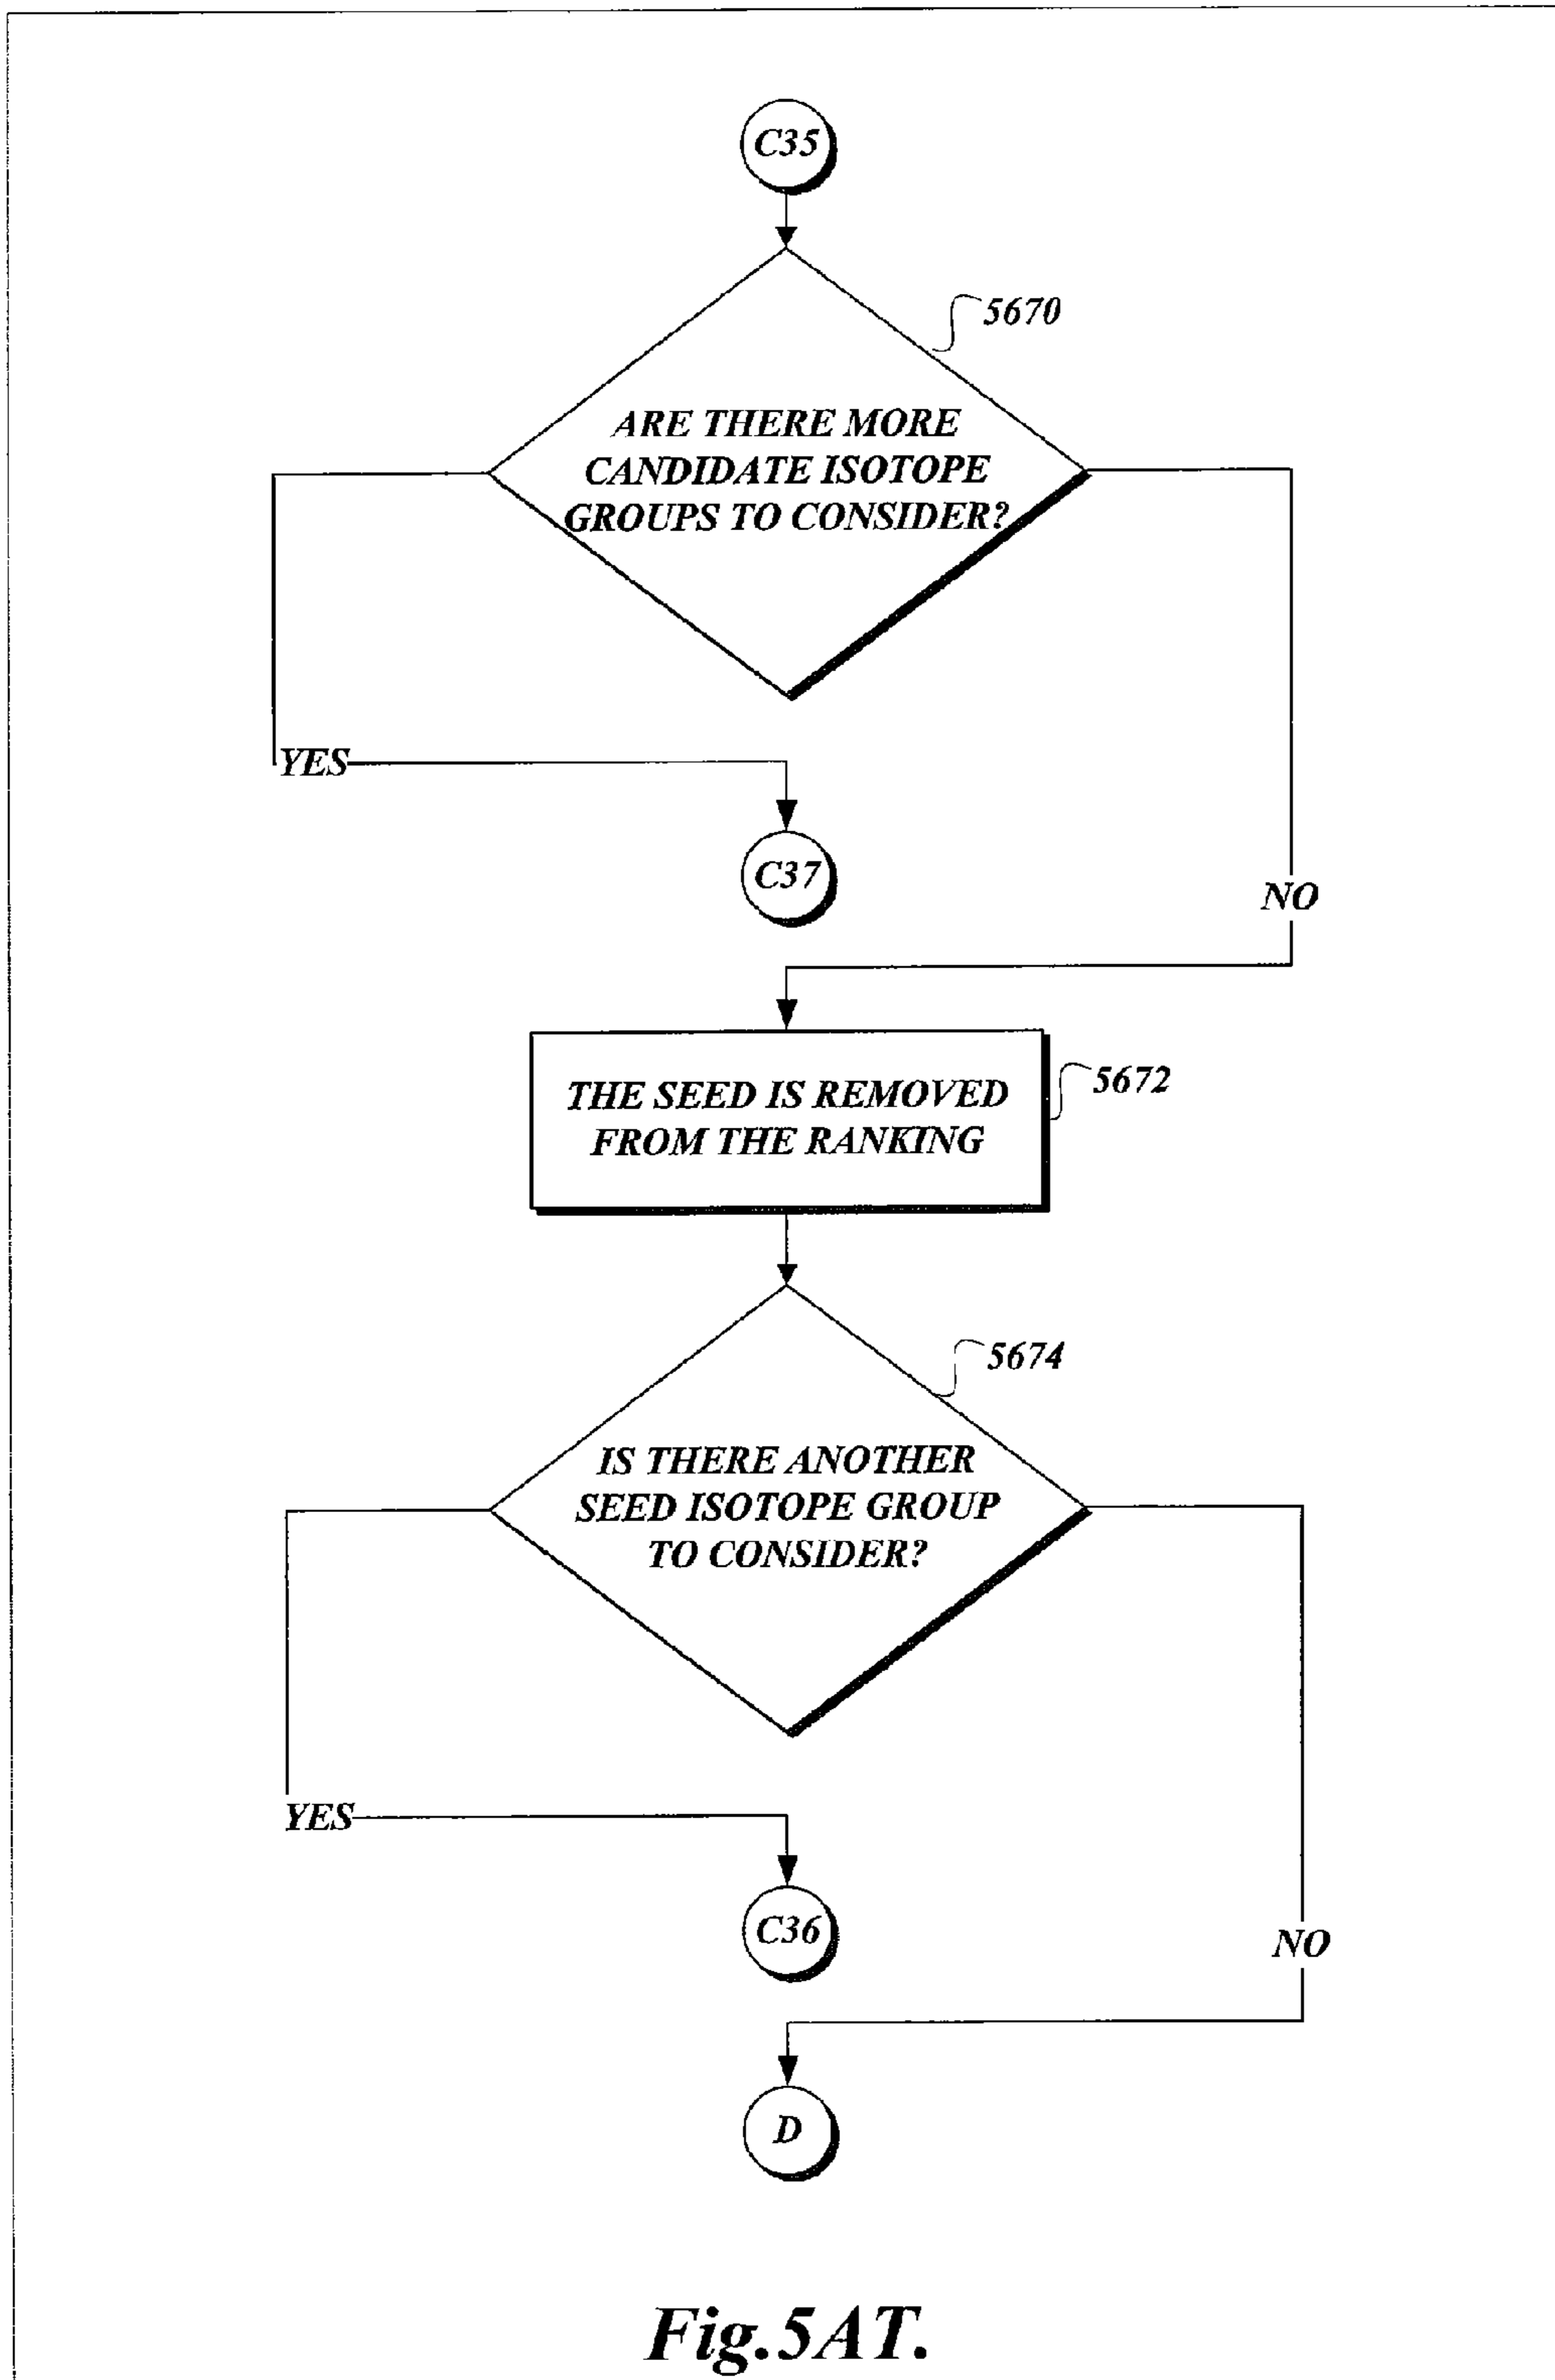 C35
5670
ARE THERE MORE
CANDIDATE ISOTOPE
GROUPS TO CONSIDER?
YES
C37
NO
THE SEED IS REMOVED
FROM THE RANKING
5672
5674
IS THERE ANOTHER
SEED ISOTOPE GROUP
TO CONSIDER?
YES
C36
NO
D
Fig.5AT.